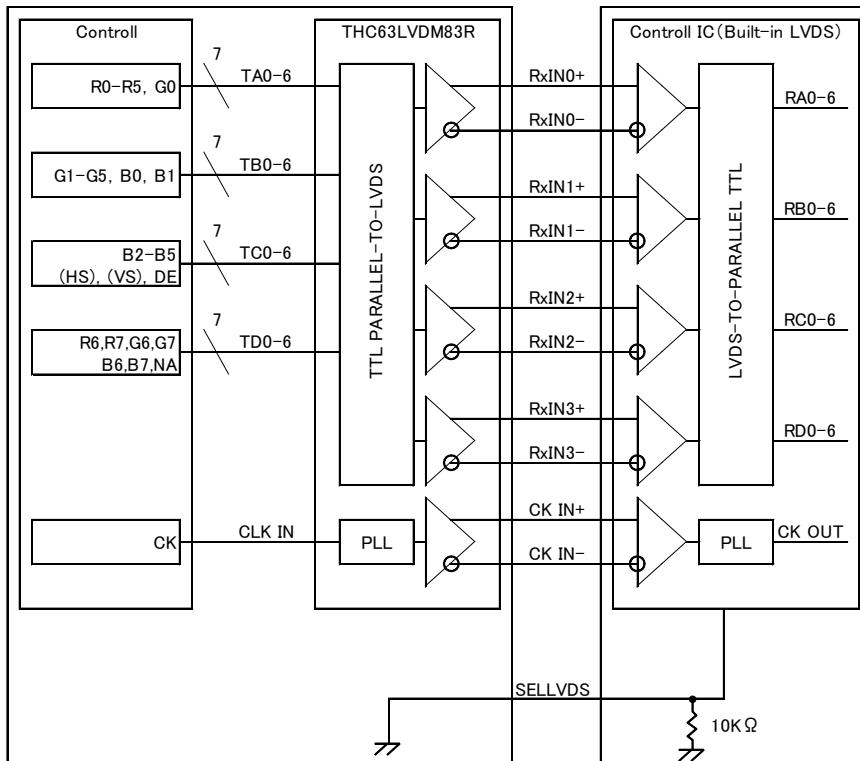 Controll
THC63LVDM83R
Controll IC(Built-in LVDS)
7
R0-R5, G0
TA0-6
RxIN0+
RxIN0-
RA0-6
7
G1-G5, B0, B1
TB0-6
RxIN1+
RxIN1-
RB0-6
7
B2-B5
(HS), (VS), DE
TC0-6
RxIN2+
RxIN2-
RC0-6
7
R6,R7,G6,G7
B6,B7,NA
TD0-6
RxIN3+
RxIN3-
RD0-6
TTL PARALLEL-TO-LVDS
LVDS-TO-PARALLEL TTL
CK
CLK IN
PLL
CK IN+
CK IN-
PLL
CK OUT
SELLVDS
10KΩ